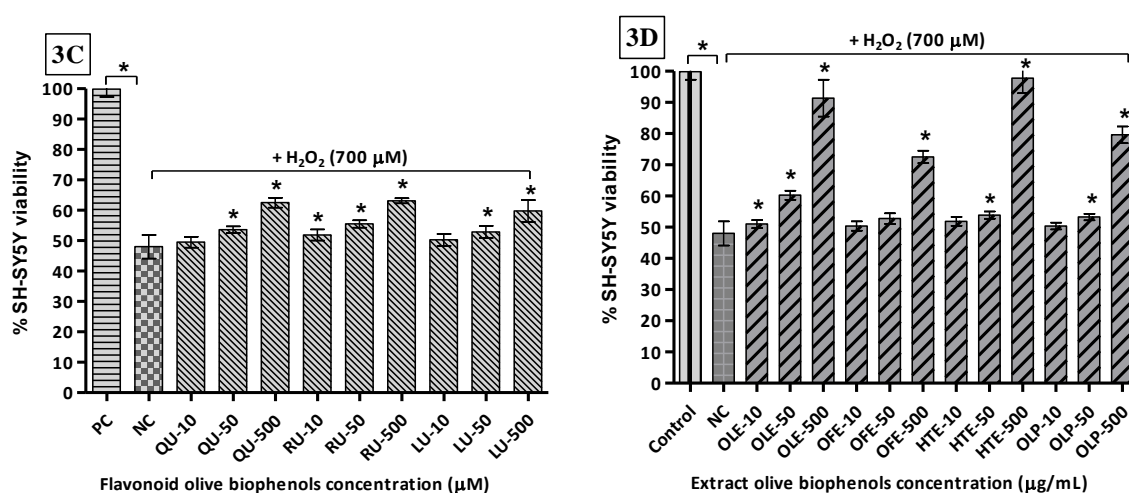 3C
*
+ H₂O₂ (700 µM)
* * * * * * *
% SH-SY5Y viability
100
90
80
70
60
50
40
30
20
10
0
PC NC QU-10 QU-50 QU-500 RU-10 RU-50 RU-500 LU-10 LU-50 LU-500
Flavonoid olive biophenols concentration (µM)
3D
*
+ H₂O₂ (700 µM)
* * * * * * * *
% SH-SY5Y viability
100
90
80
70
60
50
40
30
20
10
0
Control NC OLE-10 OLE-50 OLE-500 OFE-10 OFE-50 OFE-500 HTE-10 HTE-50 HTE-500 OLP-10 OLP-50 OLP-500
Extract olive biophenols concentration (µg/mL)